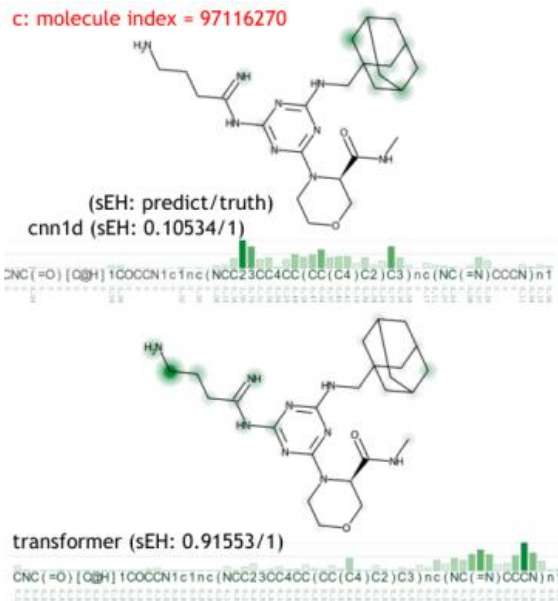 c: molecule index = 97116270
H₂N
NH
HN
HN
N
N
N
O
N
NH
O
(sEH: predict/truth)
cnn1d (sEH: 0.10534/1)
CNC(=O)[C@H]1COCCN1c1nc(NCC23CC4CC(CC(C4)C2)C3)nc(NC(=N)CCCN)n1
H₂N
NH
HN
HN
N
N
N
O
N
NH
O
transformer (sEH: 0.91553/1)
CNC(=O)[C@H]1COCCN1c1nc(NCC23CC4CC(CC(C4)C2)C3)nc(NC(=N)CCCN)n1